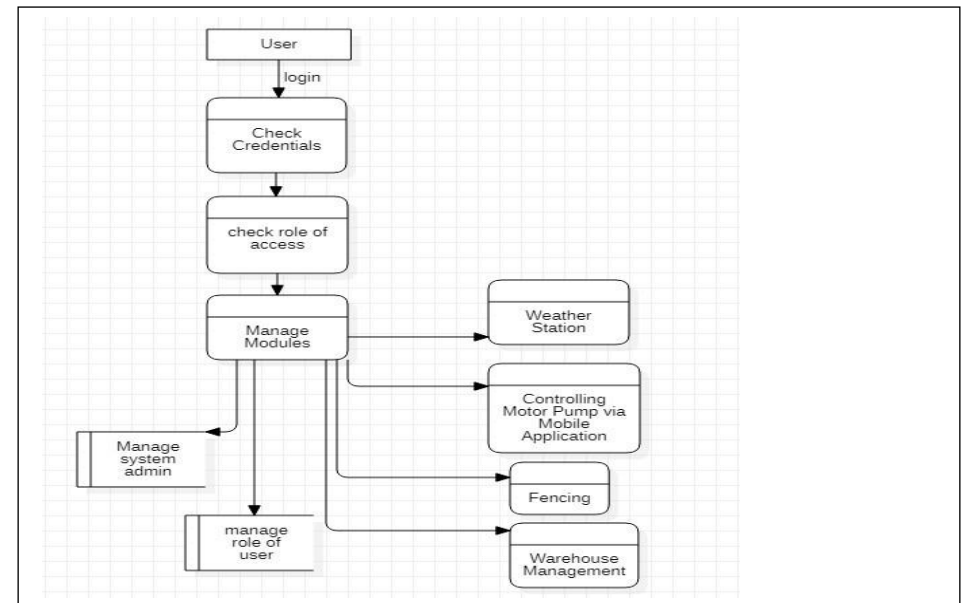 User
login
Check
Credentials
check role of
access
Manage
Modules
Weather
Station
Controlling
Motor Pump via
Mobile
Application
Manage
system
admin
Fencing
manage
role of
user
Warehouse
Management